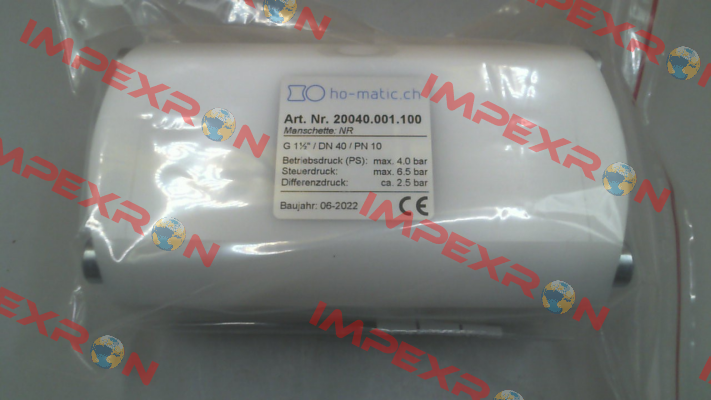 ho-matic.ch
Art. Nr. 20040.001.100
Manschette: NR
G 1½" / DN 40 / PN 10
Betriebsdruck (PS): max. 4.0 bar
Steuerdruck: max. 6.5 bar
Differenzdruck: ca. 2.5 bar
Baujahr: 06-2022 CE
IMPEXRON
IMPEXRON
IMPEXRON
IMPEXRON
IMPEXRON
IMPEXRON
IMPEXRON